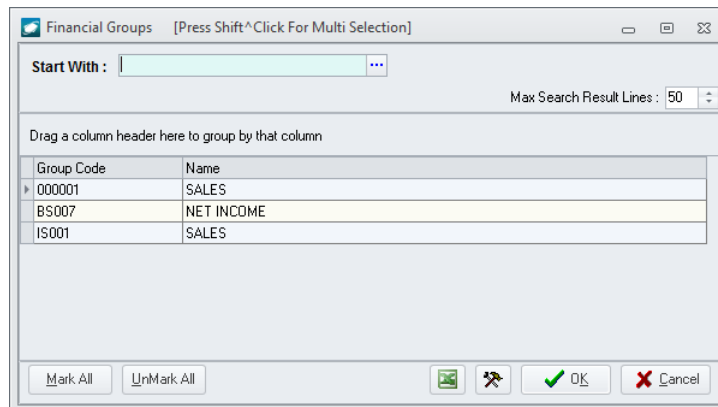 Financial Groups [Press Shift^Click For Multi Selection]
Start With :
Max Search Result Lines : 50
Drag a column header here to group by that column
Group Code Name
000001 SALES
BS007 NET INCOME
IS001 SALES
Mark All UnMark All OK Cancel